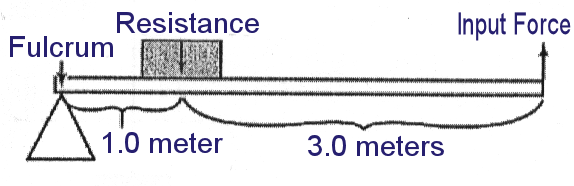 Resistance
Input Force
Fulcrum
1.0 meter
3.0 meters